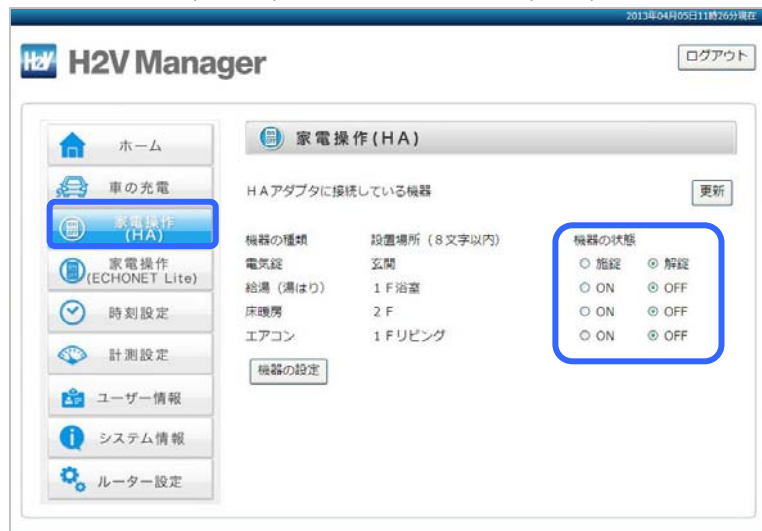 2013年04月05日11時26分現在
H2V H2V Manager
ログアウト
ホーム
車の充電
家電操作
(HA)
家電操作
(ECHONET Lite)
時刻設定
計測設定
ユーザー情報
システム情報
ルーター設定
家電操作(HA)
HAアダプタに接続している機器
更新
機器の種類 設置場所(8文字以内) 機器の状態
電気錠 玄関 施錠 解錠
給湯(湯はり) 1F浴室 ON OFF
床暖房 2F ON OFF
エアコン 1Fリビング ON OFF
機器の設定